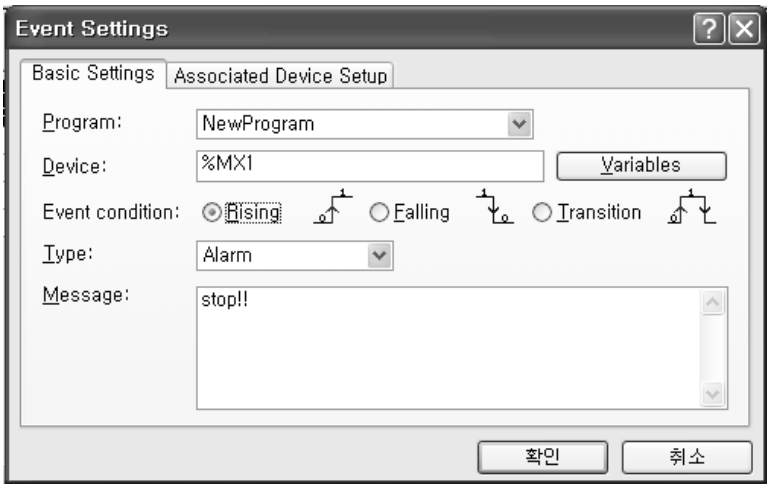 Event Settings
Basic Settings Associated Device Setup
Program: NewProgram
Device: %MX1 Variables
Event condition: Rising Falling Transition
Type: Alarm
Message: stop!!
확인 취소